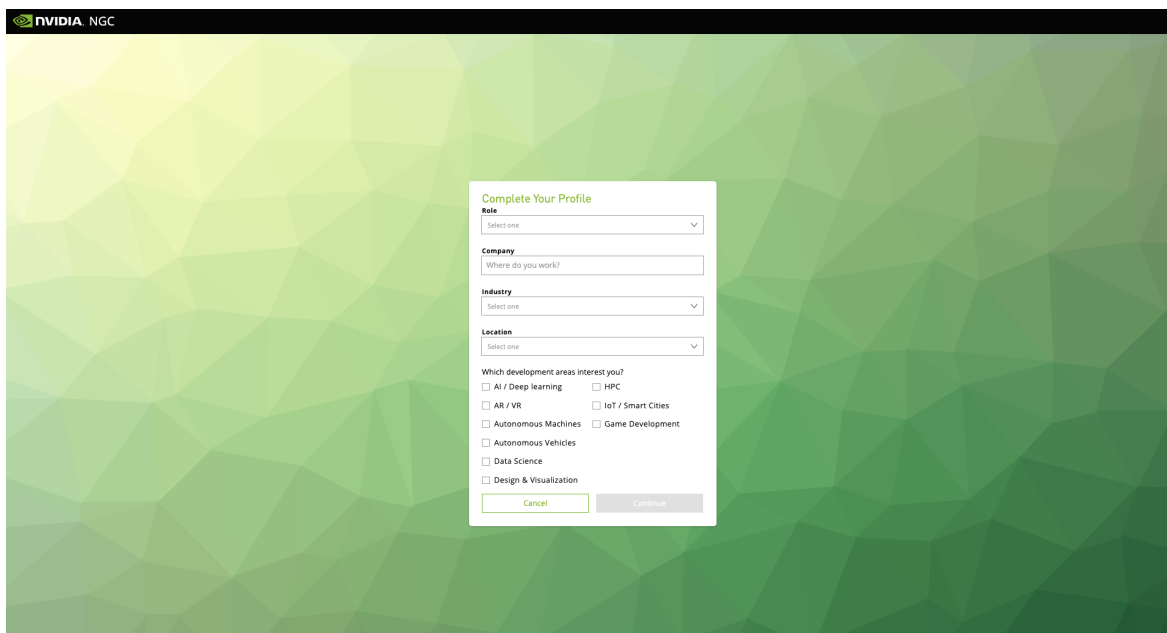 NVIDIA. NGC
Complete Your Profile
Role
Select one
Company
Where do you work?
Industry
Select one
Location
Select one
Which development areas interest you?
AI / Deep learning
HPC
AR / VR
IoT / Smart Cities
Autonomous Machines
Game Development
Autonomous Vehicles
Data Science
Design & Visualization
Cancel
Continue